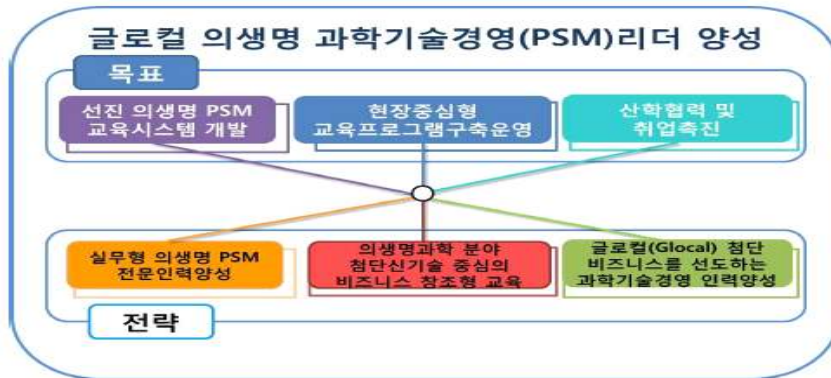 글로컬 의생명 과학기술경영(PSM)리더 양성
목표
선진 의생명 PSM
교육시스템 개발
현장중심형
교육프로그램구축운영
산학협력 및
취업촉진
실무형 의생명 PSM
전문인력양성
의생명과학 분야
첨단신기술 중심의
비즈니스 창조형 교육
글로컬(Glocal) 첨단
비즈니스를 선도하는
과학기술경영 인력양성
전략